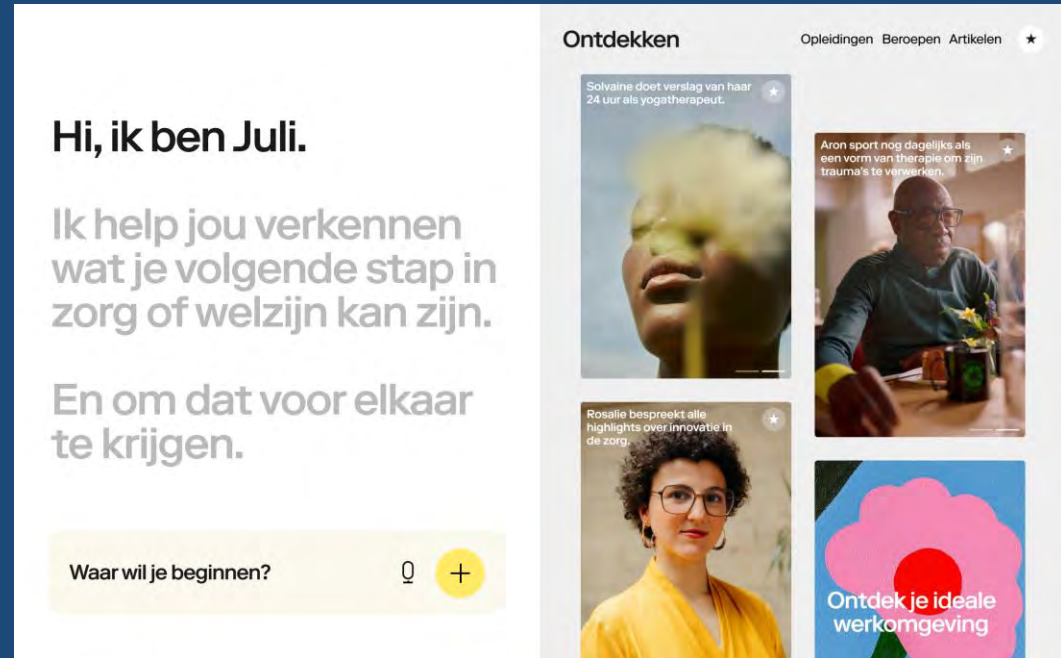 Hi, ik ben Juli.
Ik help jou verkennen
wat je volgende stap in
zorg of welzijn kan zijn.
En om dat voor elkaar
te krijgen.
Waar wil je beginnen?
Ontdekken
Opleidingen Beroepen Artikelen
Solvaine doet verslag van haar
24 uur als yogatherapeut.
Aron sport nog dagelijks als
een vorm van therapie om zijn
trauma's te verwerken.
Rosalie bespreekt alle
highlights over innovatie in
de zorg.
Ontdek je ideale
werkomgeving